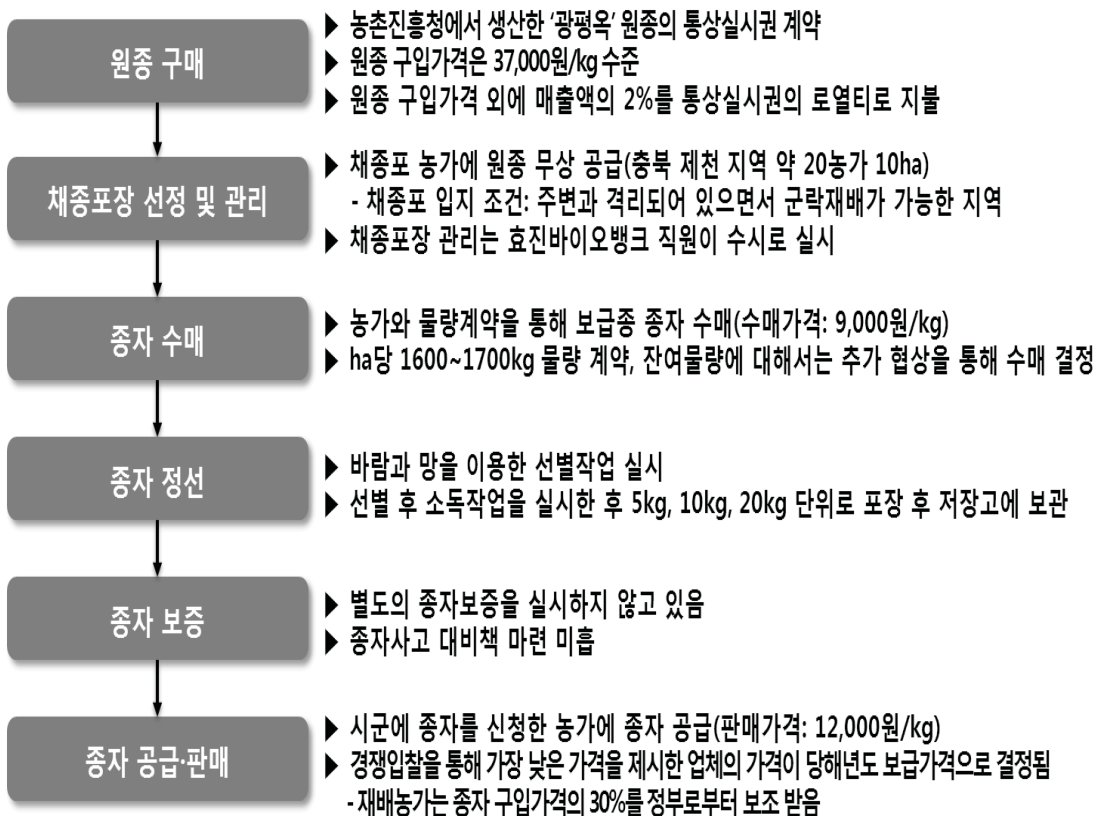 원종 구매
▶ 농촌진흥청에서 생산한 '광평옥' 원종의 통상실시권 계약
▶ 원종 구입가격은 37,000원/kg 수준
▶ 원종 구입가격 외에 매출액의 2%를 통상실시권의 로열티로 지불
채종포장 선정 및 관리
▶ 채종포 농가에 원종 무상 공급(충북 제천 지역 약 20농가 10ha)
- 채종포 입지 조건: 주변과 격리되어 있으면서 군락재배가 가능한 지역
▶ 채종포장 관리는 효진바이오뱅크 직원이 수시로 실시
종자 수매
▶ 농가와 물량계약을 통해 보급종 종자 수매(수매가격: 9,000원/kg)
▶ ha당 1600~1700kg 물량 계약, 잔여물량에 대해서는 추가 협상을 통해 수매 결정
종자 정선
▶ 바람과 망을 이용한 선별작업 실시
▶ 선별 후 소독작업을 실시한 후 5kg, 10kg, 20kg 단위로 포장 후 저장고에 보관
종자 보증
▶ 별도의 종자보증을 실시하지 않고 있음
▶ 종자사고 대비책 마련 미흡
종자 공급·판매
▶ 시군에 종자를 신청한 농가에 종자 공급(판매가격: 12,000원/kg)
▶ 경쟁입찰을 통해 가장 낮은 가격을 제시한 업체의 가격이 당해년도 보급가격으로 결정됨
- 재배농가는 종자 구입가격의 30%를 정부로부터 보조 받음